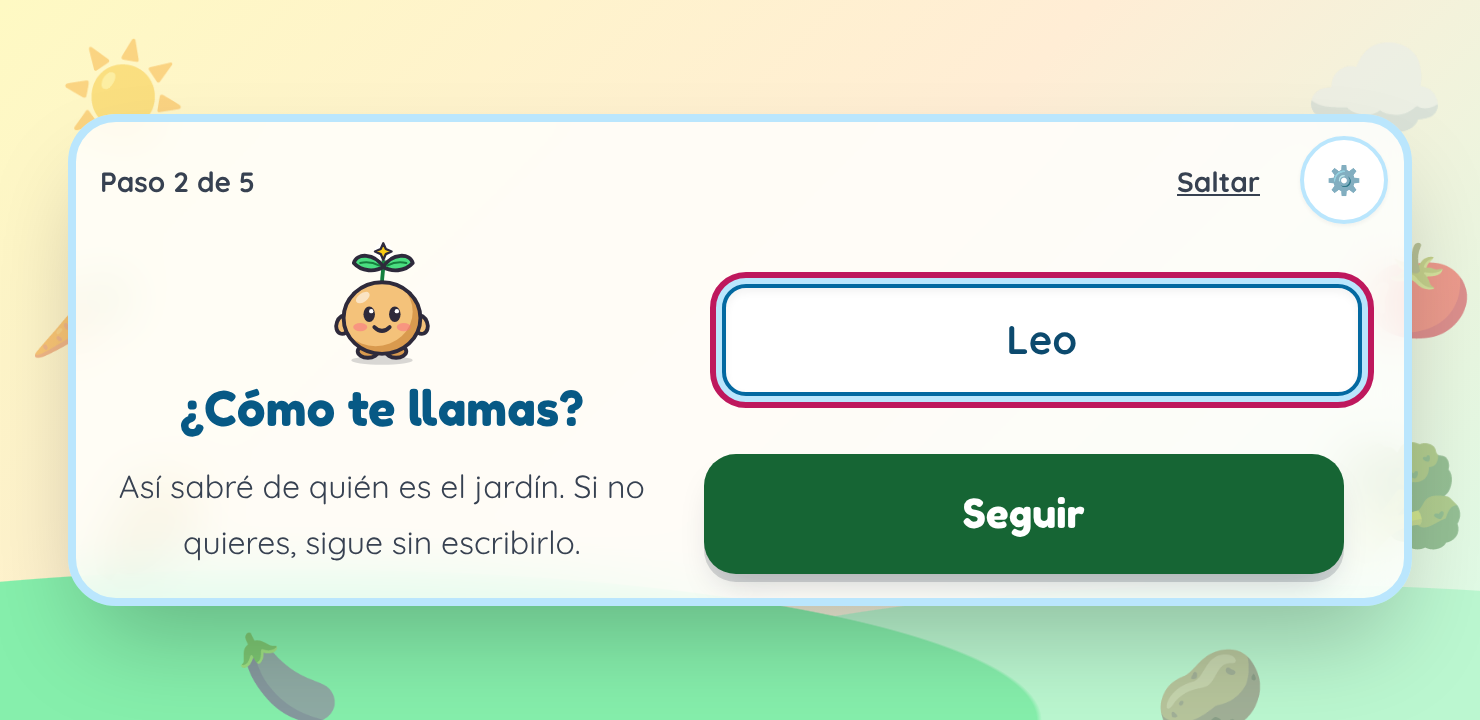 Paso 2 de 5
Saltar
¿Cómo te llamas?
Así sabré de quién es el jardín. Si no
quieres, sigue sin escribirlo.
Leo
Seguir